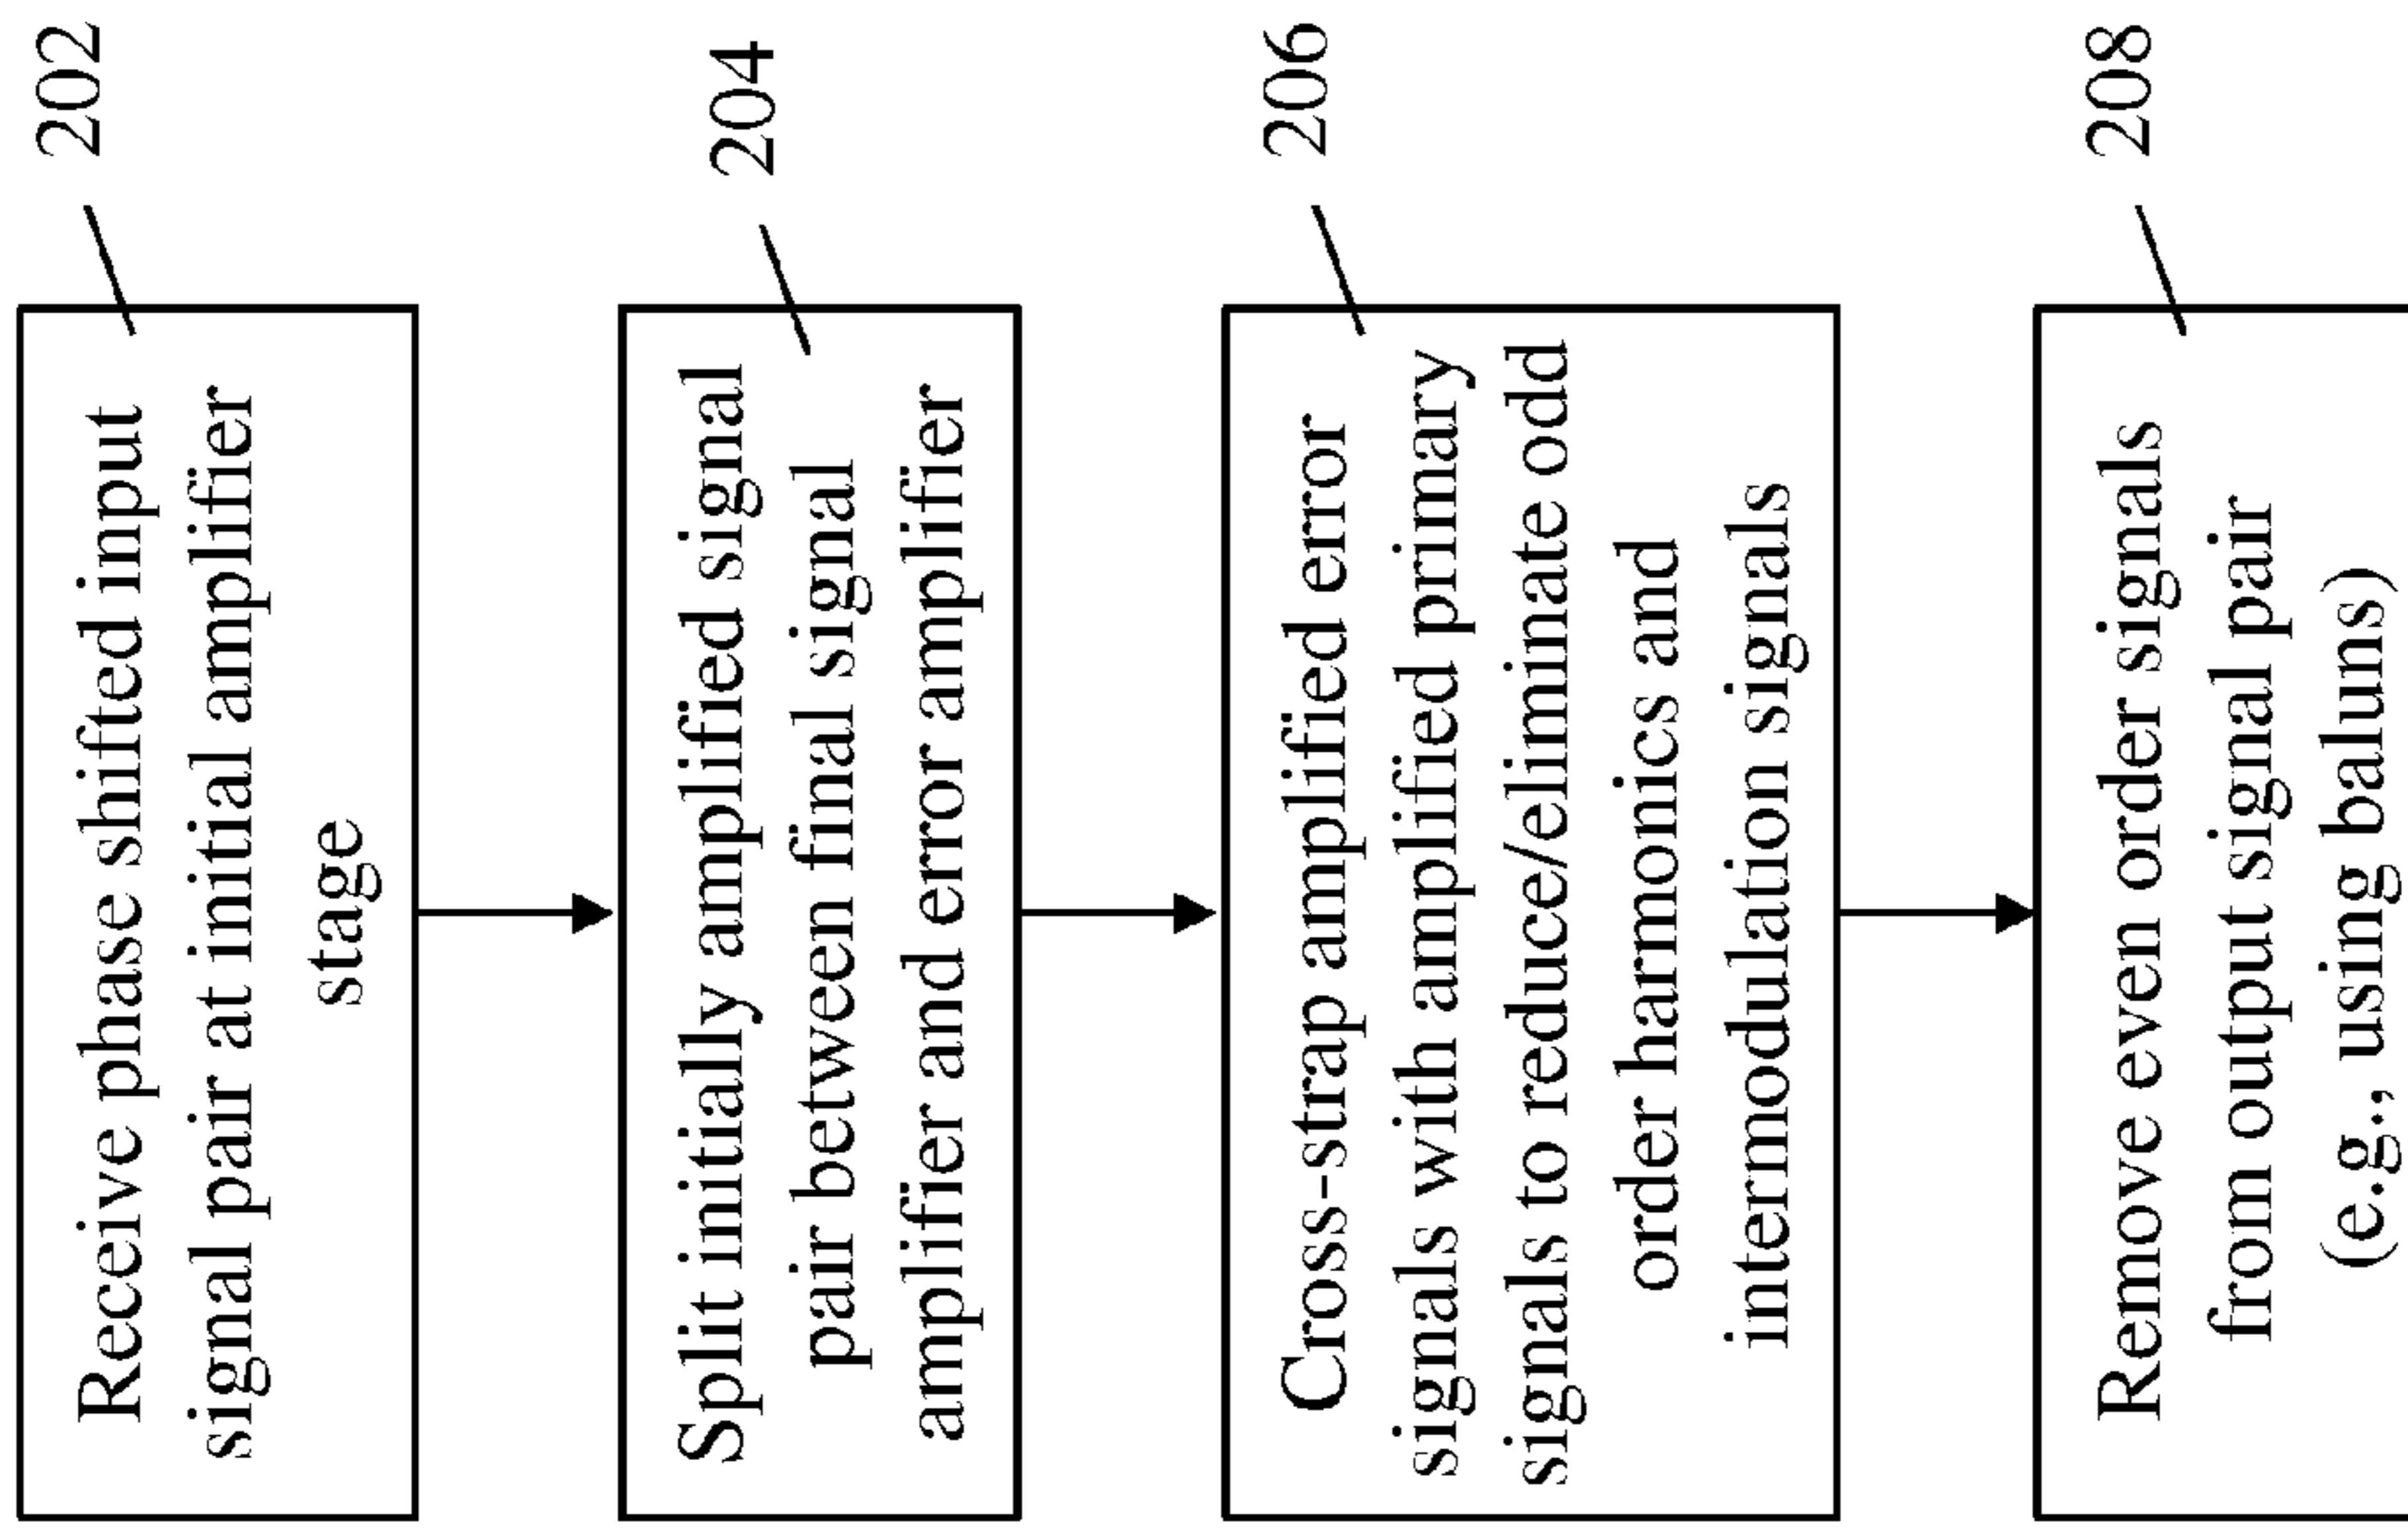 202
Receive phase shifted input
signal pair at initial amplifier
stage
204
Split initially amplified signal
pair between final signal
amplifier and error amplifier
206
Cross-strap amplified error
signals with amplified primary
signals to reduce/eliminate odd
order harmonics and
intermodulation signals
208
Remove even order signals
from output signal pair
(e.g., using baluns)